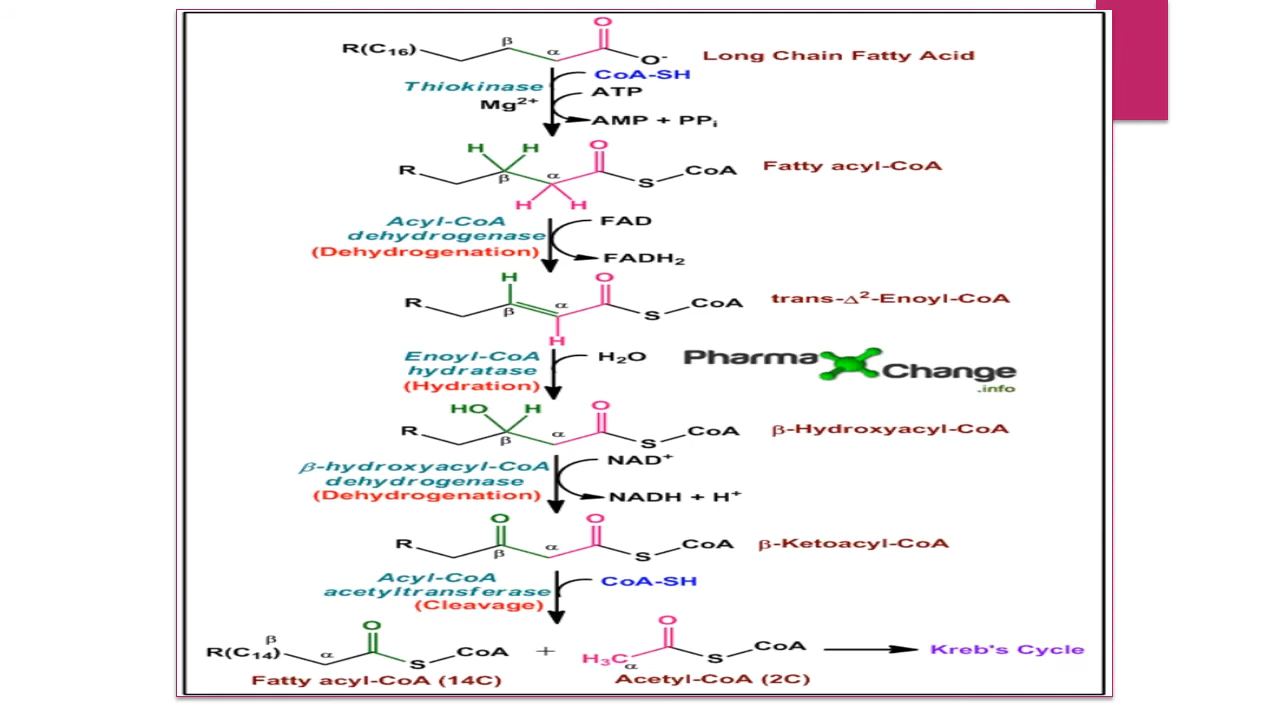 O
R(C₁₆) β α O⁻ Long Chain Fatty Acid
CoA-SH
Thiokinase ATP
Mg²⁺
AMP + PPᵢ
H H O
R β α S CoA Fatty acyl-CoA
H H
Acyl-CoA FAD
dehydrogenase
(Dehydrogenation) FADH₂
H O
R β α S CoA trans-Δ²-Enoyl-CoA
H
Enoyl-CoA H₂O
hydratase
(Hydration)
Pharma Change
.info
HO H O
R β α S CoA β-Hydroxyacyl-CoA
β-hydroxyacyl-CoA NAD⁺
dehydrogenase
(Dehydrogenation) NADH + H⁺
O O
R β α S CoA β-Ketoacyl-CoA
Acyl-CoA CoA-SH
acetyltransferase
(Cleavage)
O O
R(C₁₄) β α S CoA + H₃C α S CoA Kreb's Cycle
Fatty acyl-CoA (14C) Acetyl-CoA (2C)